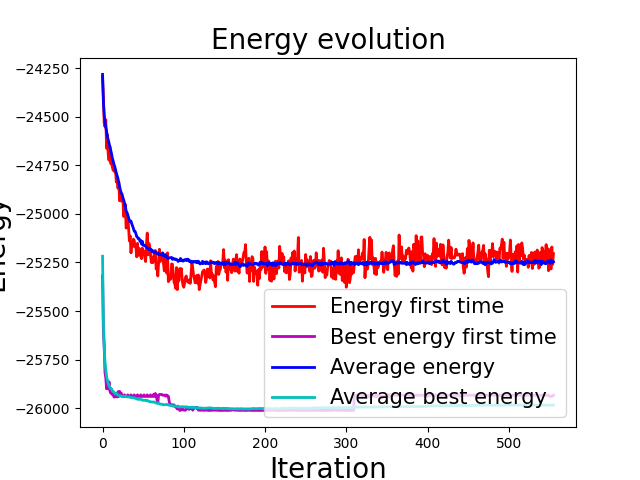 Energy evolution
−24250
−24500
−24750
−25000
−25250
−25500
−25750
−26000
Energy first time
Best energy first time
Average energy
Average best energy
0 100 200 300 400 500
Iteration